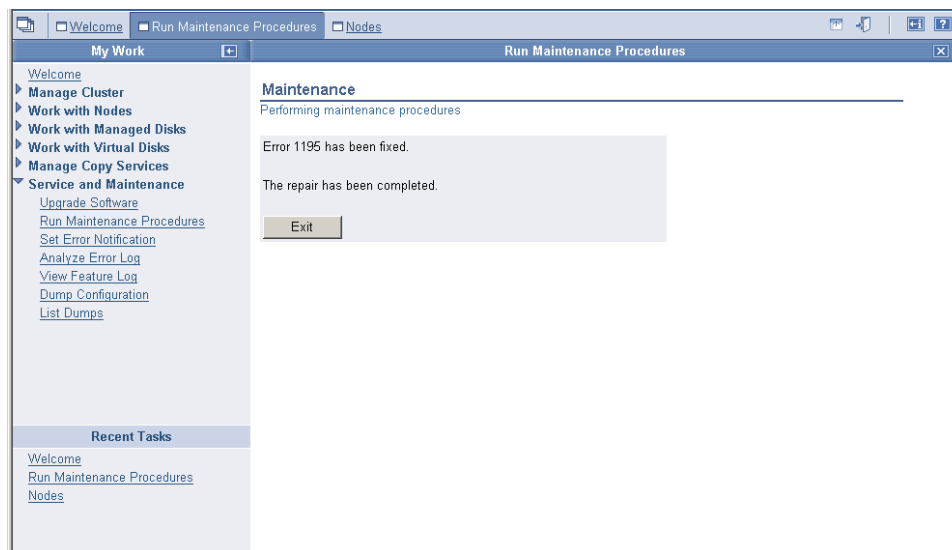 Welcome
Run Maintenance Procedures
Nodes
My Work
Run Maintenance Procedures
Welcome
Manage Cluster
Work with Nodes
Work with Managed Disks
Work with Virtual Disks
Manage Copy Services
Service and Maintenance
Upgrade Software
Run Maintenance Procedures
Set Error Notification
Analyze Error Log
View Feature Log
Dump Configuration
List Dumps
Recent Tasks
Welcome
Run Maintenance Procedures
Nodes
Maintenance
Performing maintenance procedures
Error 1195 has been fixed.
The repair has been completed.
Exit